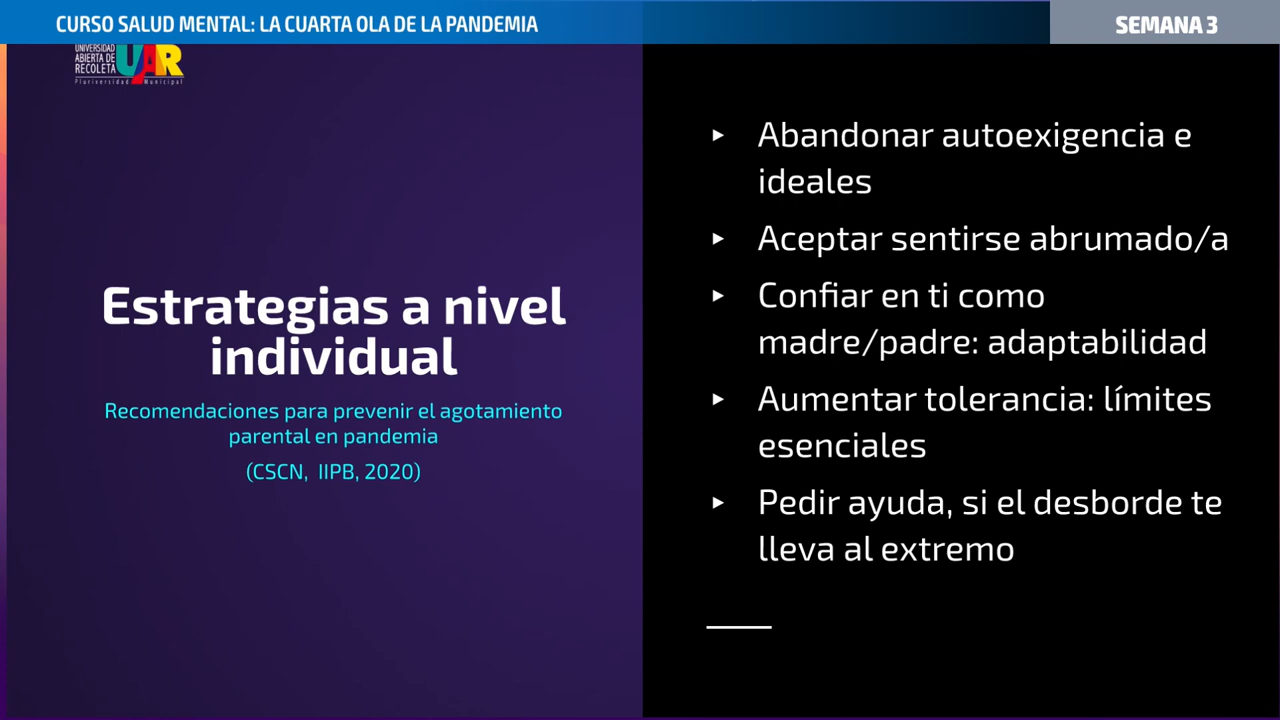 CURSO SALUD MENTAL: LA CUARTA OLA DE LA PANDEMIA
SEMANA 3
UNIVERSIDAD
ABIERTA DE
RECOLETA
UAR
Pluriversidad Municipal
Estrategias a nivel
individual
Recomendaciones para prevenir el agotamiento
parental en pandemia
(CSCN, IIPB, 2020)
▸ Abandonar autoexigencia e
ideales
▸ Aceptar sentirse abrumado/a
▸ Confiar en ti como
madre/padre: adaptabilidad
▸ Aumentar tolerancia: límites
esenciales
▸ Pedir ayuda, si el desborde te
lleva al extremo